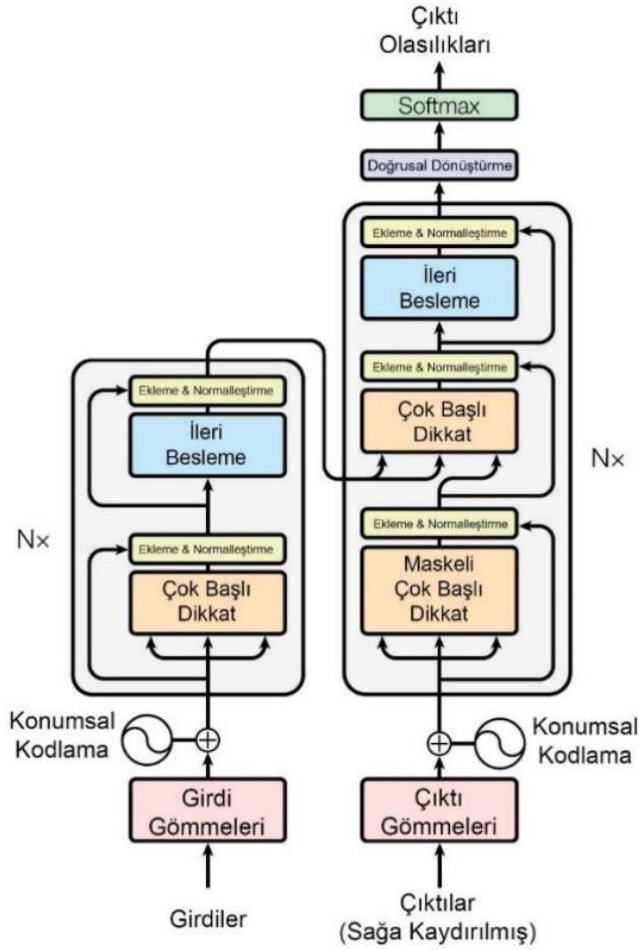 Çıktı
Olasılıkları
Softmax
Doğrusal Dönüştürme
Ekleme & Normalleştirme
İleri
Besleme
Ekleme & Normalleştirme
Çok Başlı
Dikkat
Ekleme & Normalleştirme
Maskeli
Çok Başlı
Dikkat
Nx
Ekleme & Normalleştirme
İleri
Besleme
Ekleme & Normalleştirme
Çok Başlı
Dikkat
Nx
Konumsal
Kodlama
Konumsal
Kodlama
Girdi
Gömmeleri
Çıktı
Gömmeleri
Girdiler
Çıktılar
(Sağa Kaydırılmış)